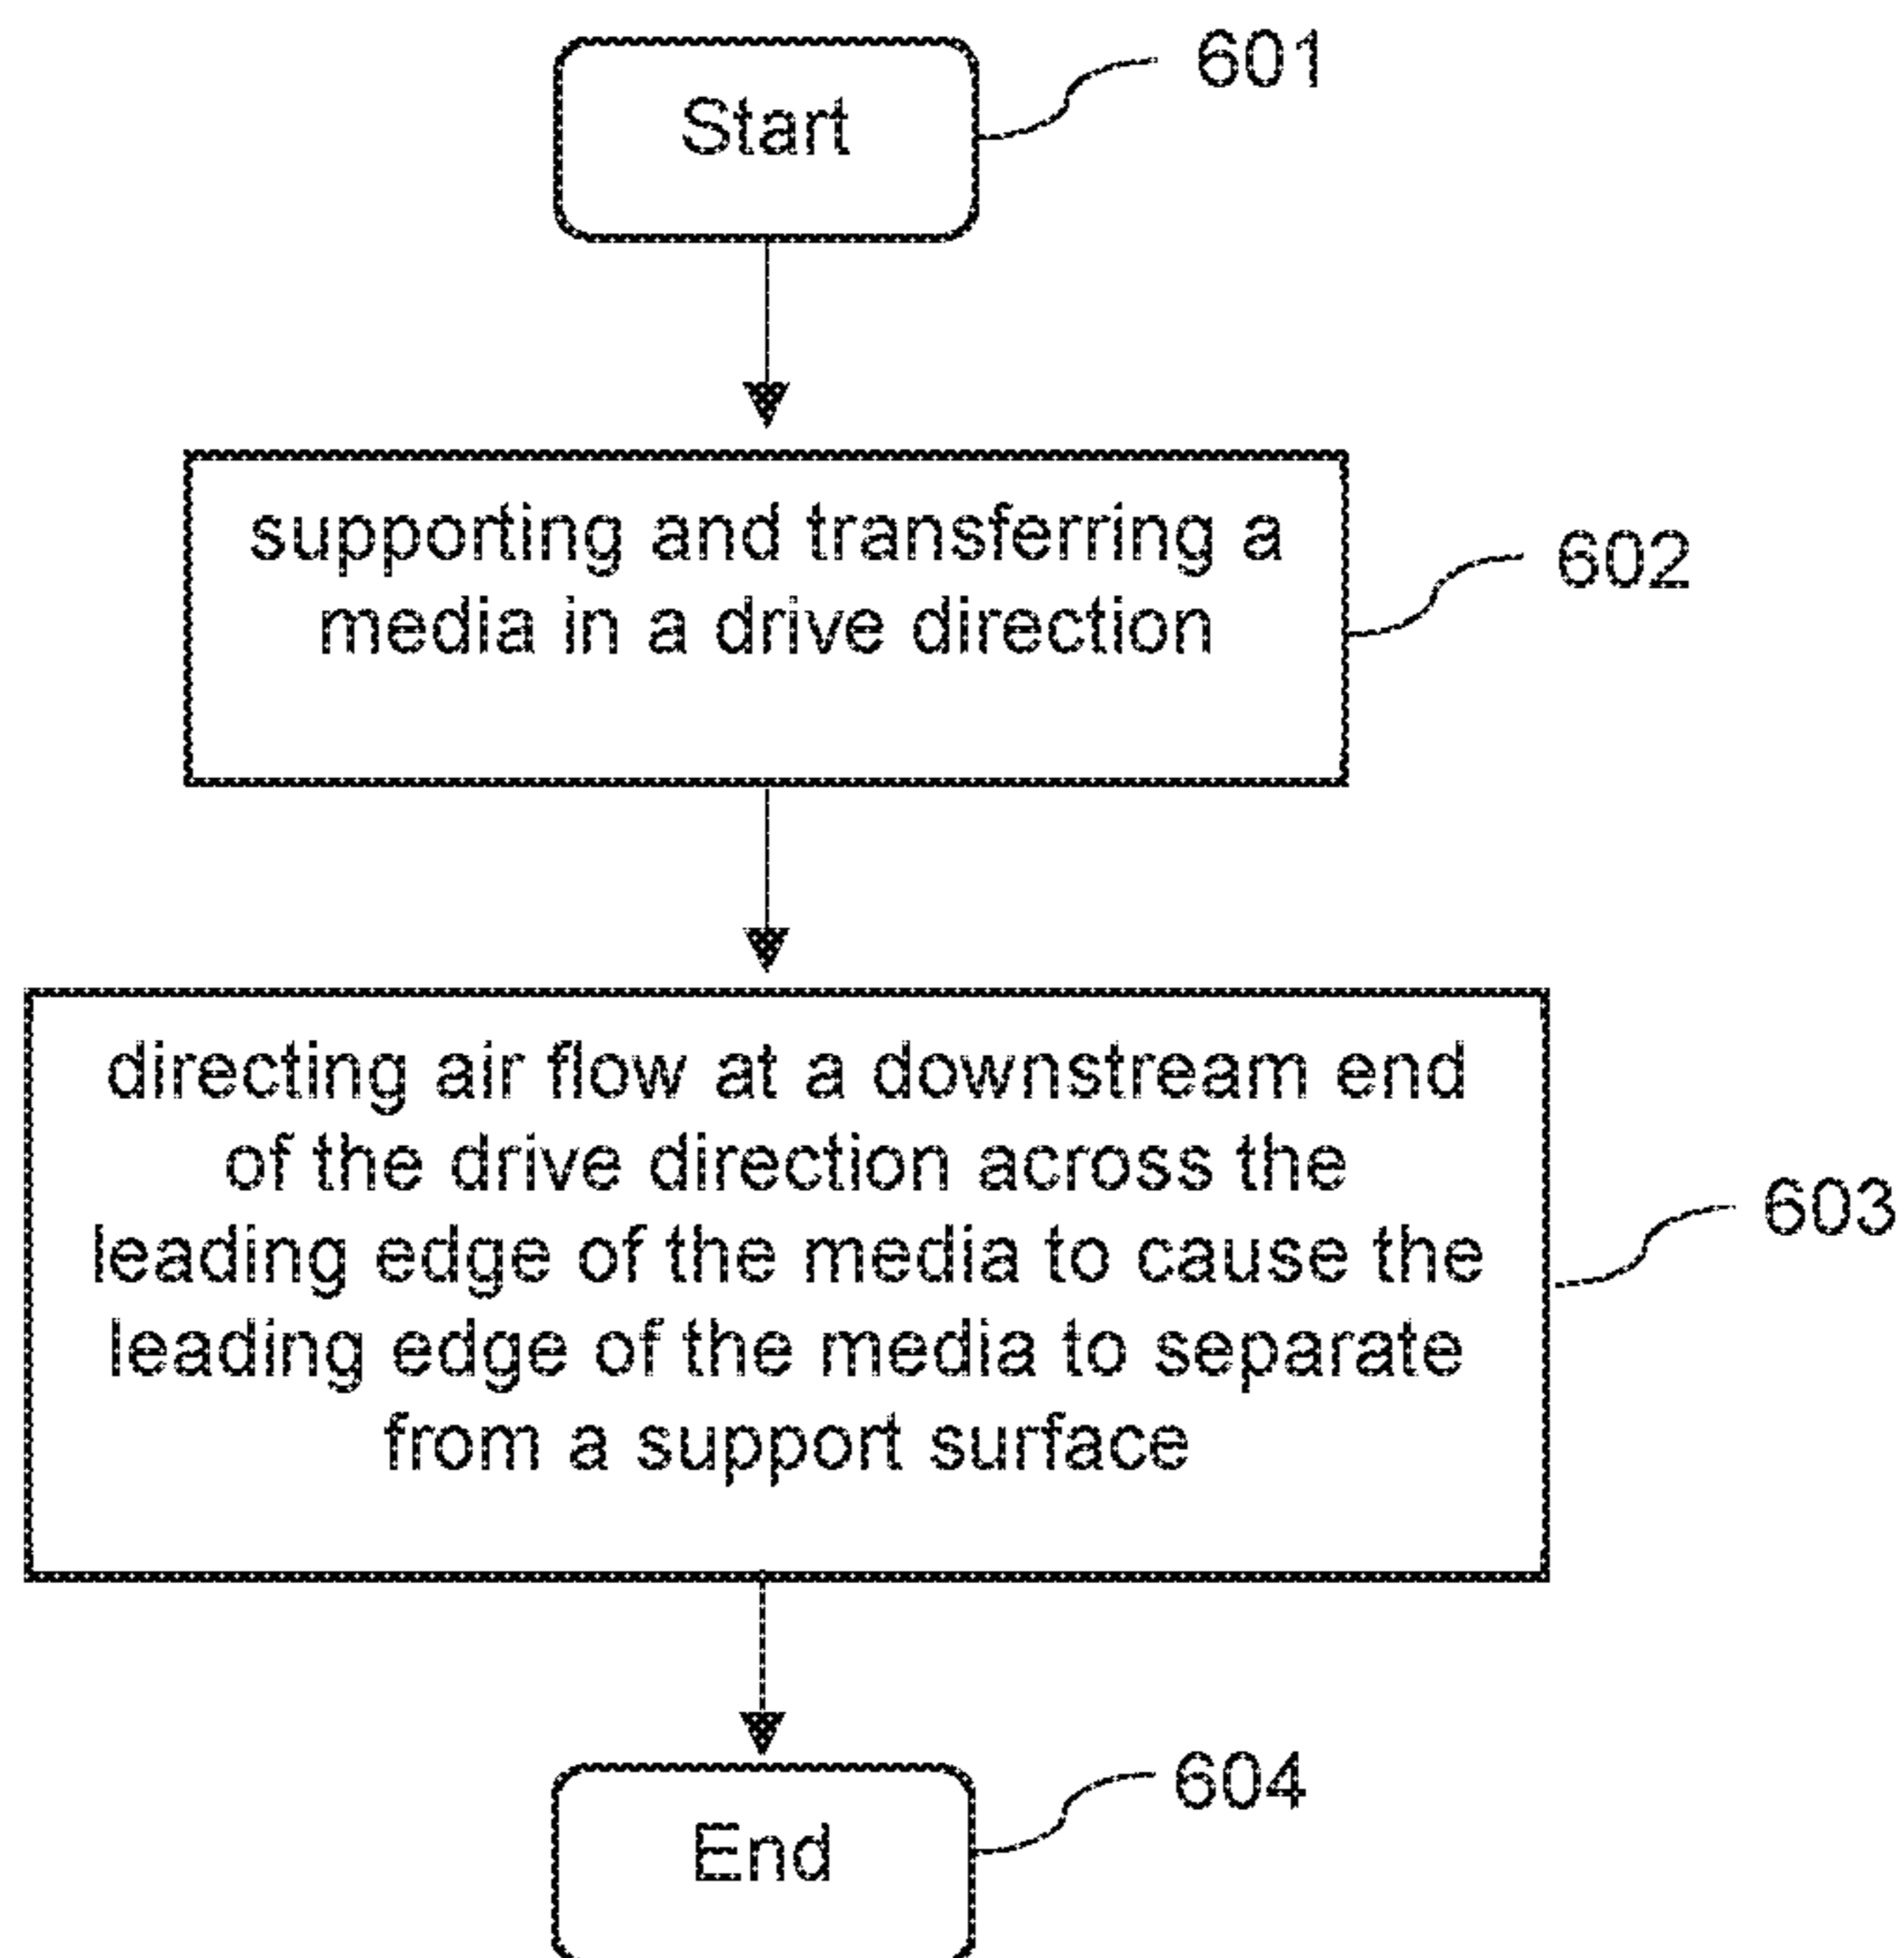 Start
601
supporting and transferring a
media in a drive direction
602
directing air flow at a downstream end
of the drive direction across the
leading edge of the media to cause the
leading edge of the media to separate
from a support surface
603
End
604